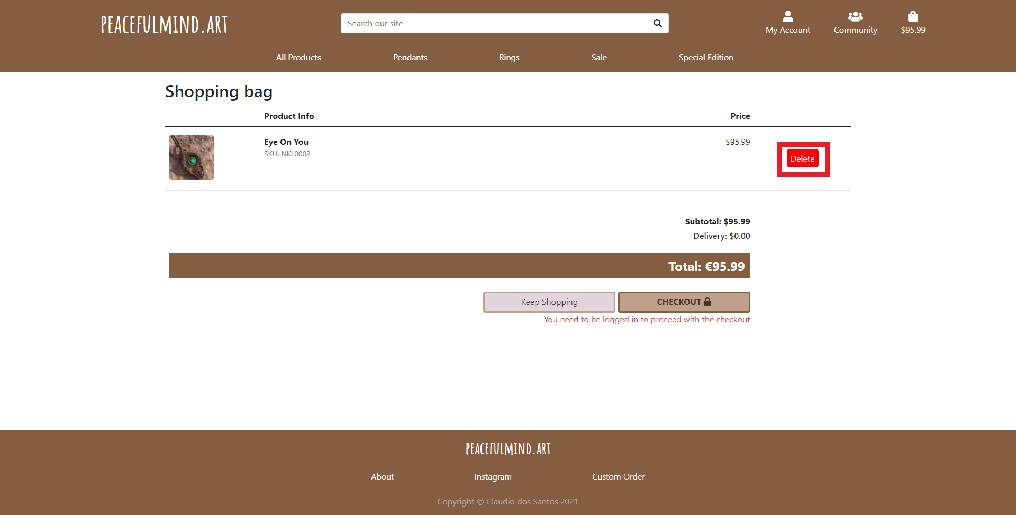 PEACEFULMIND.ART
Search our site
My Account
Community
$95.99
All Products
Pendants
Rings
Sale
Special Edition
Shopping bag
Product Info
Price
Eye On You
SKU: NKL0002
$95.99
Delete
Subtotal: $95.99
Delivery: $0.00
Total: €95.99
Keep Shopping
CHECKOUT
You need to be logged in to proceed with the checkout
PEACEFULMIND.ART
About
Instagram
Custom Order
Copyright © Claudio dos Santos 2021